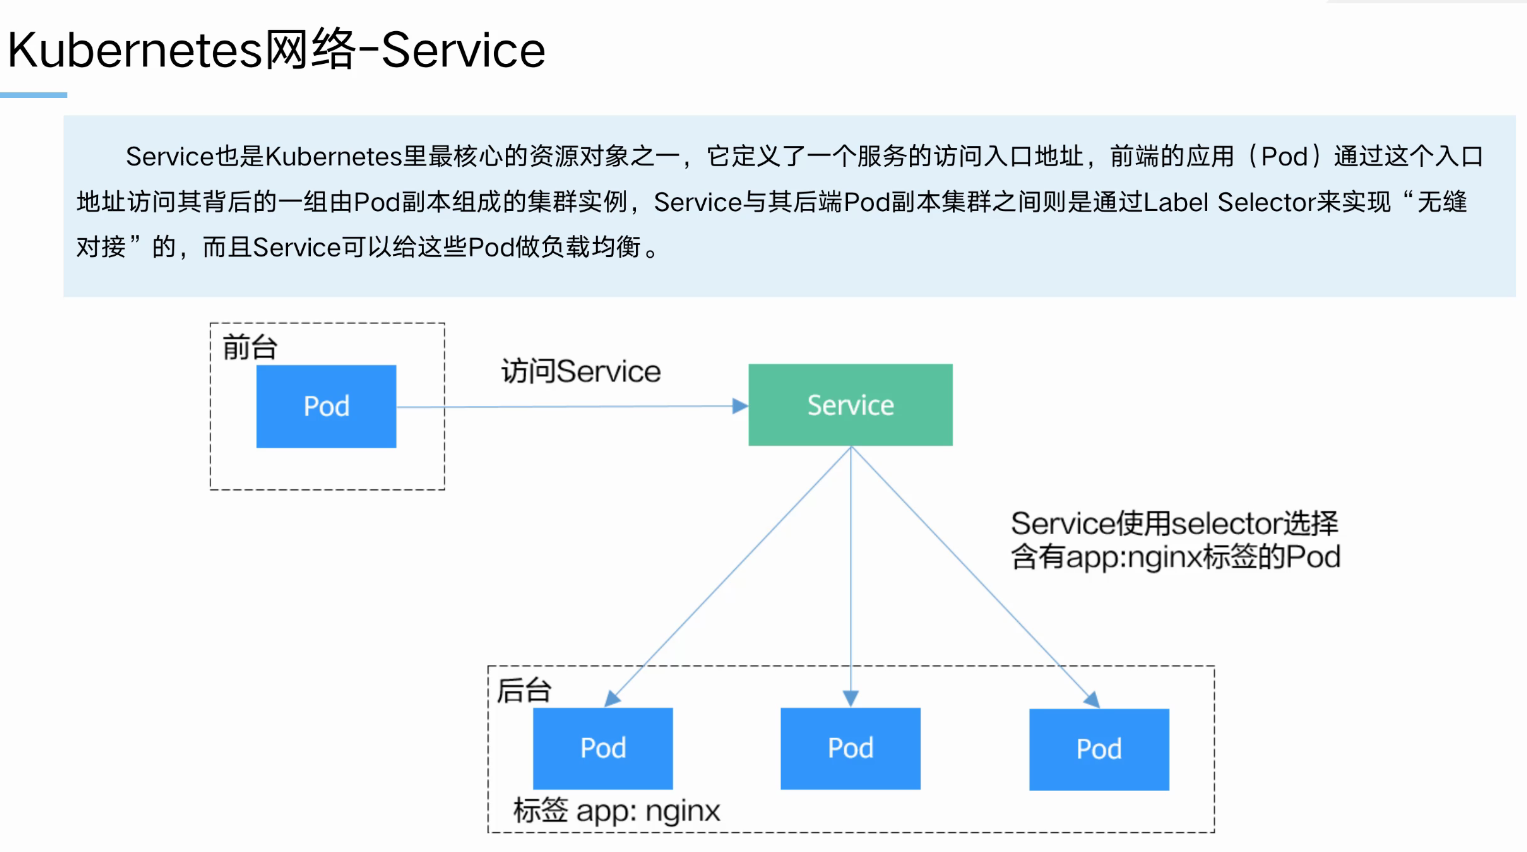 Kubernetes网络-Service
Service也是Kubernetes里最核心的资源对象之一，它定义了一个服务的访问入口地址，前端的应用（Pod）通过这个入口
地址访问其背后的一组由Pod副本组成的集群实例，Service与其后端Pod副本集群之间则是通过Label Selector来实现“无缝
对接”的，而且Service可以给这些Pod做负载均衡。
前台
Pod
访问Service
Service
Service使用selector选择
含有app:nginx标签的Pod
后台
Pod
Pod
Pod
标签 app: nginx